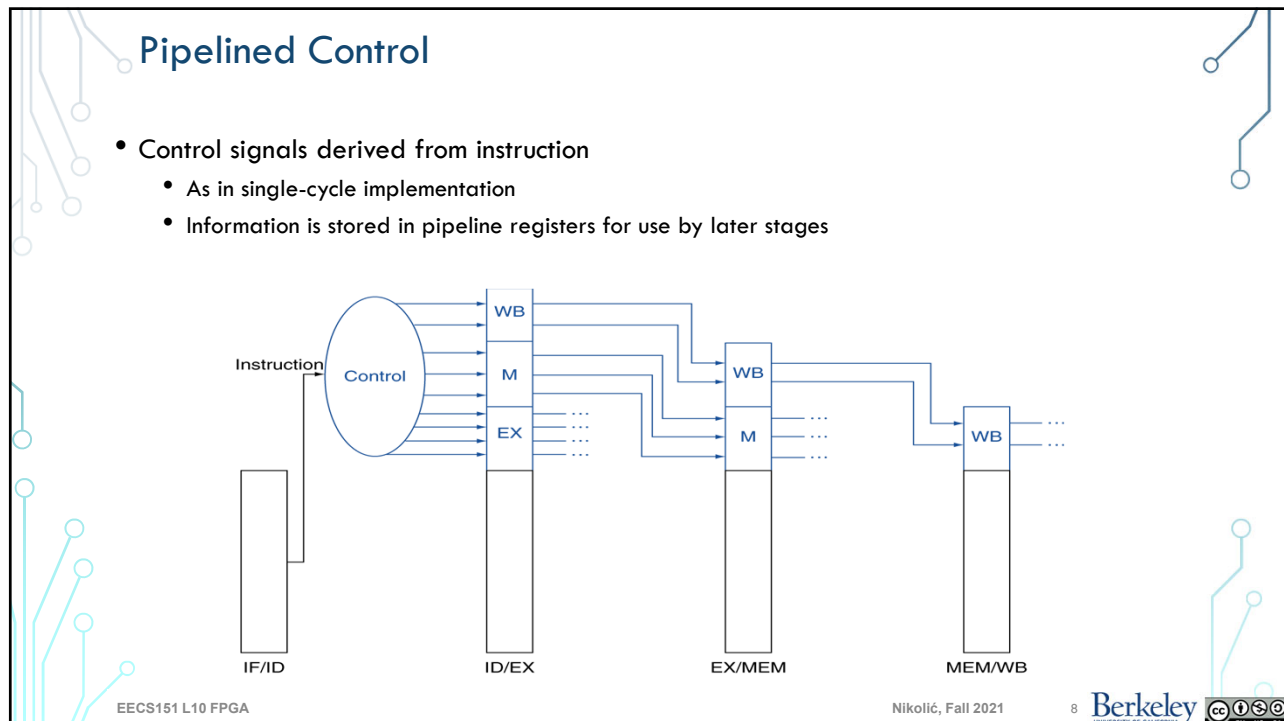 Pipelined Control
• Control signals derived from instruction
• As in single-cycle implementation
• Information is stored in pipeline registers for use by later stages
WB
Instruction
Control
M
WB
EX
M
WB
IF/ID
ID/EX
EX/MEM
MEM/WB
EECS151 L10 FPGA
Nikolić, Fall 2021
8
Berkeley